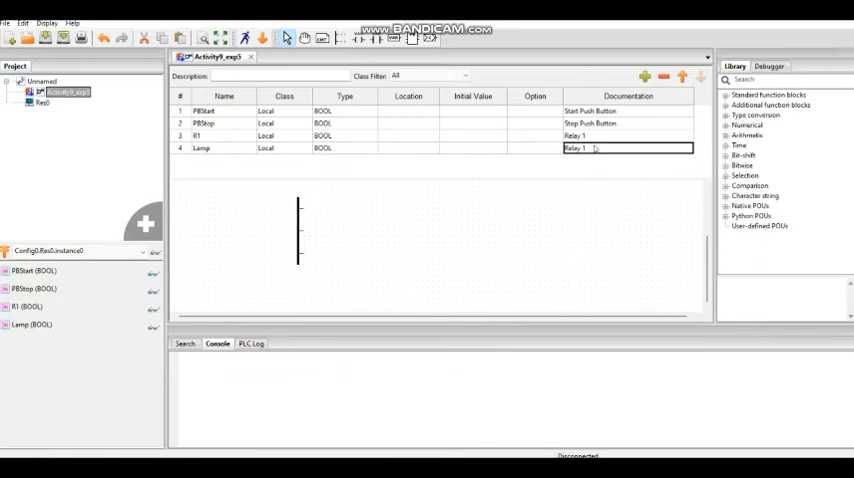 www.BANDICAM.com
File Edit Display Help
Project
Unnamed
Activity9_exp5
Res0
Activity9_exp5
Description: Class Filter: All
# Name Class Type Location Initial Value Option Documentation
1 PBStart Local BOOL Start Push Button
2 PBStop Local BOOL Stop Push Button
3 R1 Local BOOL Relay 1
4 Lamp Local BOOL Relay 1
Config0.Res0.instance0
PBStart (BOOL)
PBStop (BOOL)
R1 (BOOL)
Lamp (BOOL)
Search Console PLC Log
Library Debugger
Search
Standard function blocks
Additional function blocks
Type conversion
Numerical
Arithmetic
Time
Bit-shift
Bitwise
Selection
Comparison
Character string
Native POUs
Python POUs
User-defined POUs
Disconnected